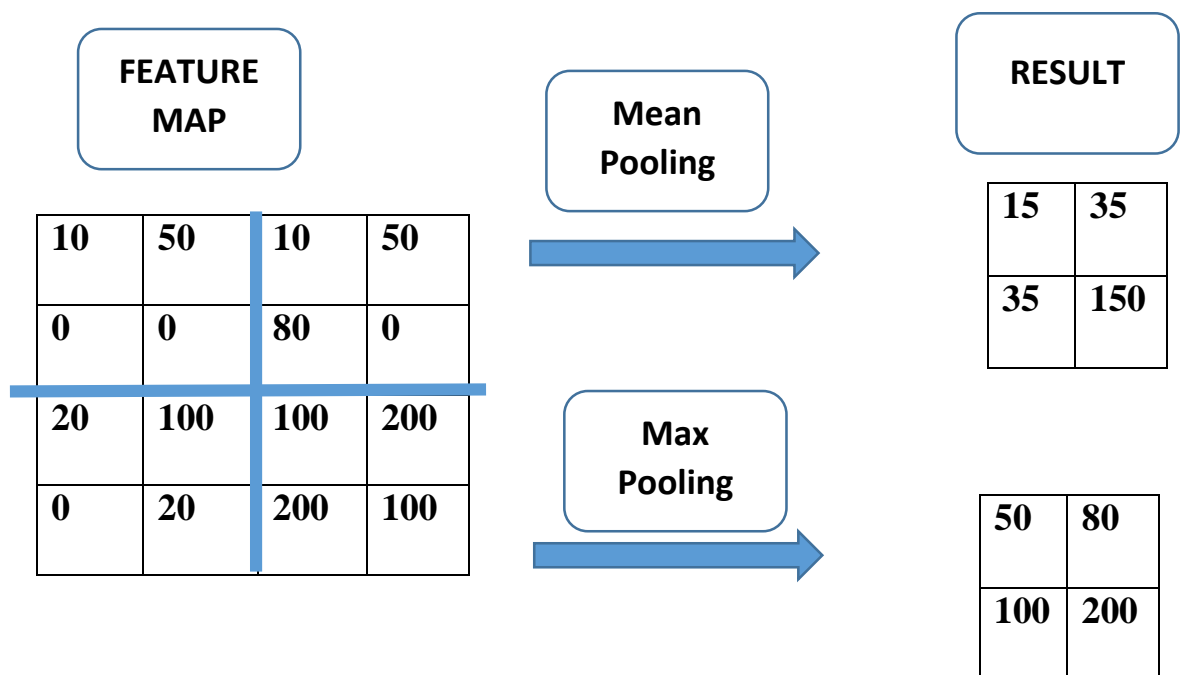 FEATURE
MAP
Mean
Pooling
RESULT
10 50 10 50
0 0 80 0
20 100 100 200
0 20 200 100
15 35
35 150
Max
Pooling
50 80
100 200